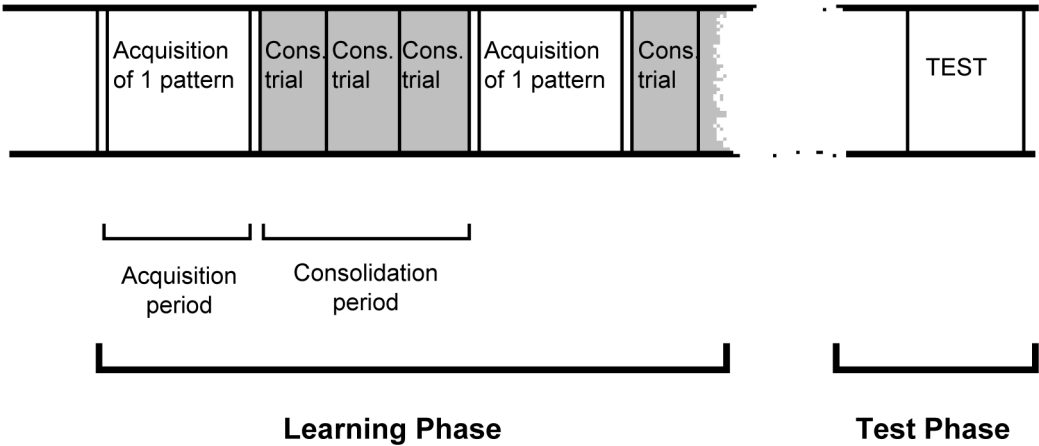 Acquisition
of 1 pattern
Cons.
trial
Cons.
trial
Cons.
trial
Acquisition
of 1 pattern
Cons.
trial
TEST
Acquisition
period
Consolidation
period
Learning Phase
Test Phase